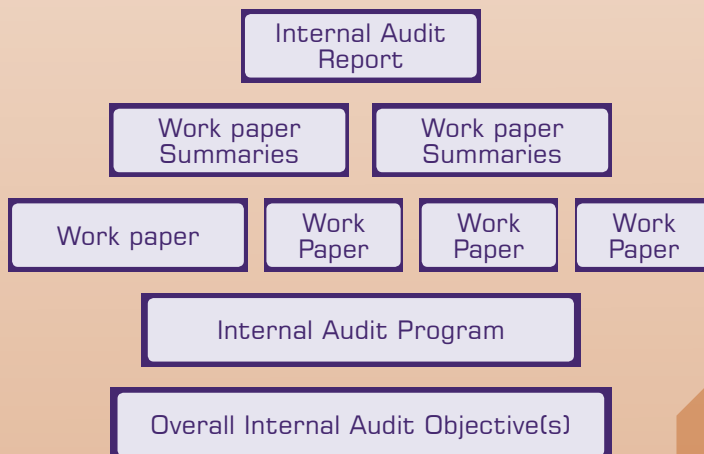 Internal Audit
Report
Work paper
Summaries
Work paper
Summaries
Work paper
Work
Paper
Work
Paper
Work
Paper
Internal Audit Program
Overall Internal Audit Objective(s)